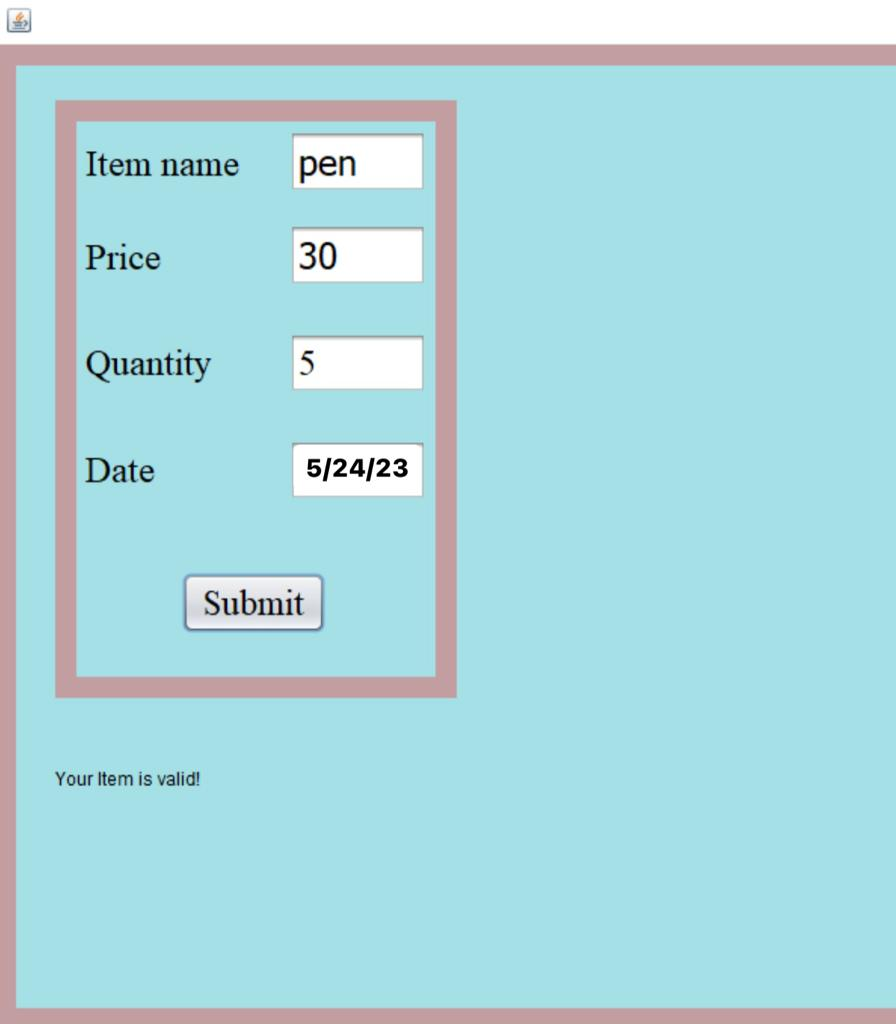 Item name pen
Price 30
Quantity 5
Date 5/24/23
Submit
Your Item is valid!